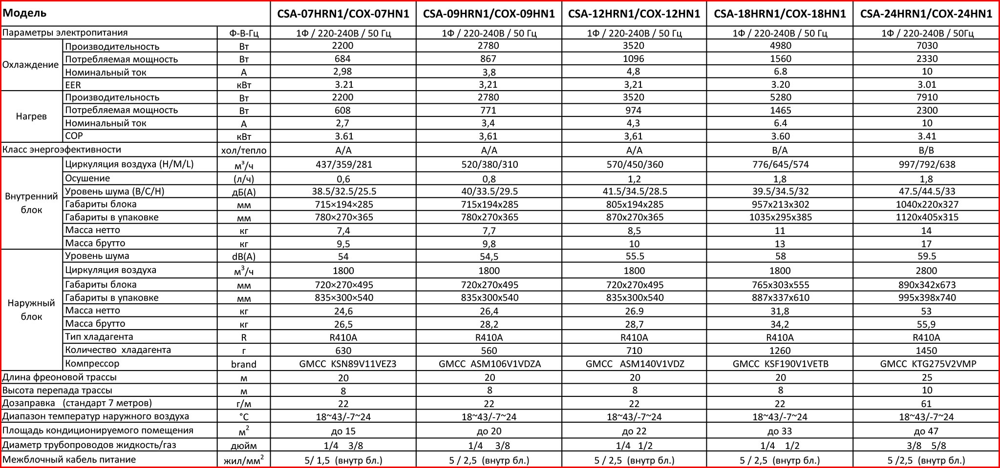 Модель CSA-07HRN1/COX-07HN1 CSA-09HRN1/COX-09HN1 CSA-12HRN1/COX-12HN1 CSA-18HRN1/COX-18HN1 CSA-24HRN1/COX-24HN1
Параметры электропитания Ф-В-Гц 1Ф / 220-240В / 50 Гц 1Ф / 220-240В / 50 Гц 1Ф / 220-240В / 50 Гц 1Ф / 220-240В / 50 Гц 1Ф / 220-240В / 50Гц
Охлаждение
Производительность Вт 2200 2780 3520 4980 7030
Потребляемая мощность Вт 684 867 1096 1560 2330
Номинальный ток А 2,98 3,8 4,8 6.8 10
EER кВт 3.21 3,21 3,21 3.20 3.01
Нагрев
Производительность Вт 2200 2780 3520 5280 7910
Потребляемая мощность Вт 608 771 974 1465 2300
Номинальный ток А 2,7 3,4 4,3 6.4 10
COP кВт 3.61 3,61 3,61 3.60 3.41
Класс энергоэфективности хол/тепло A/A A/A A/A B/A B/B
Внутренний
блок
Циркуляция воздуха (H/M/L) м³/ч 437/359/281 520/380/310 570/450/360 776/645/574 997/792/638
Осушение (л/ч) 0,6 0,8 1,2 1,8 1,8
Уровень шума (В/С/Н) дБ(А) 38.5/32.5/25.5 40/33.5/29.5 41.5/34.5/28.5 39.5/34.5/32 47.5/44.5/33
Габариты блока мм 715×194×285 715x194x285 805x194x285 957x213x302 1040x220x327
Габариты в упаковке мм 780×270×365 780x270x365 870x270x365 1035x295x385 1120x405x315
Масса нетто кг 7,4 7,7 8,5 11 14
Масса брутто кг 9,5 9,8 10 13 17
Наружный
блок
Уровень шума dB(A) 54 54,5 55.5 58 59.5
Циркуляция воздуха м³/ч 1800 1800 1800 1800 2800
Габариты блока мм 720×270×495 720x270x495 720x270x495 765x303x555 890x342x673
Габариты в упаковке мм 835×300×540 835x300x540 835x300x540 887x337x610 995x398x740
Масса нетто кг 24,6 26,4 26.9 31,8 53
Масса брутто кг 26,5 28,2 28,7 34,2 55,9
Тип хладагента R R410A R410A R410A R410A R410A
Количество хладагента г 630 560 710 1260 1450
Компрессор brand GMCC KSN89V11VEZ3 GMCC ASM106V1VDZA GMCC ASM140V1VDZ GMCC KSF190V1VETB GMCC KTG275V2VMP
Длина фреоновой трассы м 20 20 20 20 25
Высота перепада трассы м 8 8 8 8 10
Дозаправка (стандарт 7 метров) г/м 22 22 22 22 61
Диапазон температур наружного воздуха °C 18~43/-7~24 18~43/-7~24 18~43/-7~24 18~43/-7~24 18~43/-7~24
Площадь кондиционируемого помещения м² до 15 до 20 до 22 до 33 до 47
Диаметр трубопроводов жидкость/газ дюйм 1/4 3/8 1/4 3/8 1/4 1/2 1/4 1/2 3/8 5/8
Межблочный кабель питание жил/мм² 5/ 1,5 (внутр бл.) 5 / 2,5 (внутр бл.) 5 / 2,5 (внутр бл.) 5 / 2,5 (внутр бл.) 5 /2,5 (внутр бл.)